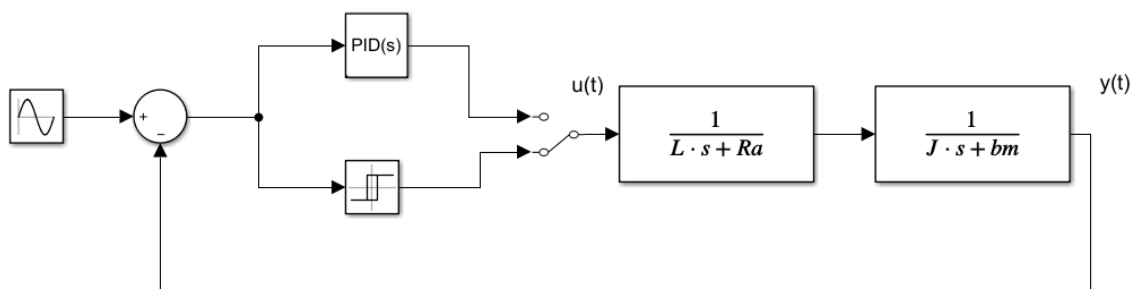 PID(s)
u(t)
y(t)
+
−
1
L · s + Ra
1
J · s + bm